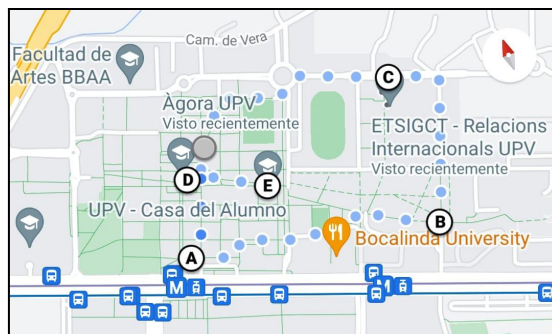 Cam. de Vera
Facultad de
Artes BBAA
C
Àgora UPV
Visto recientemente
ETSIGCT - Relacions
Internacionals UPV
Visto recientemente
D
E
UPV - Casa del Alumno
B
Bocalinda University
A
M
M